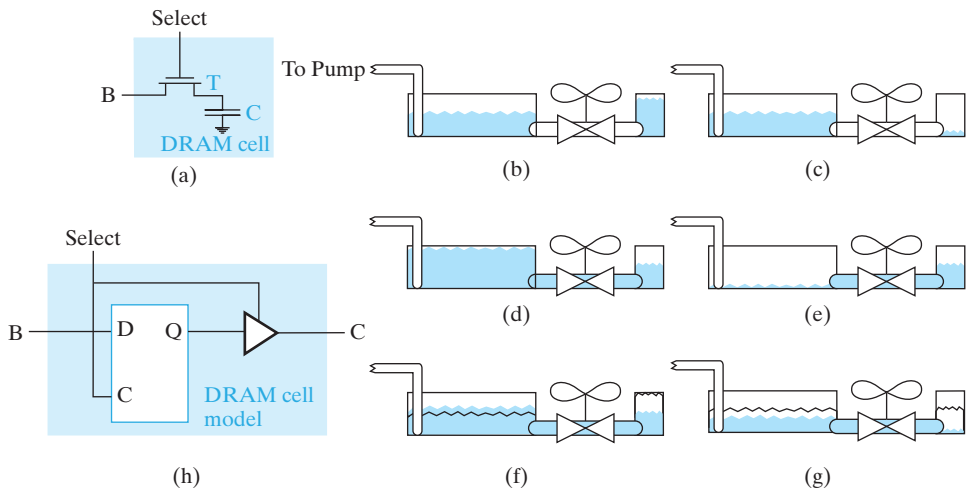 Select
T
B
C
DRAM cell
(a)
To Pump
(b)
(c)
Select
B
D
Q
C
C
DRAM cell
model
(h)
(d)
(e)
(f)
(g)